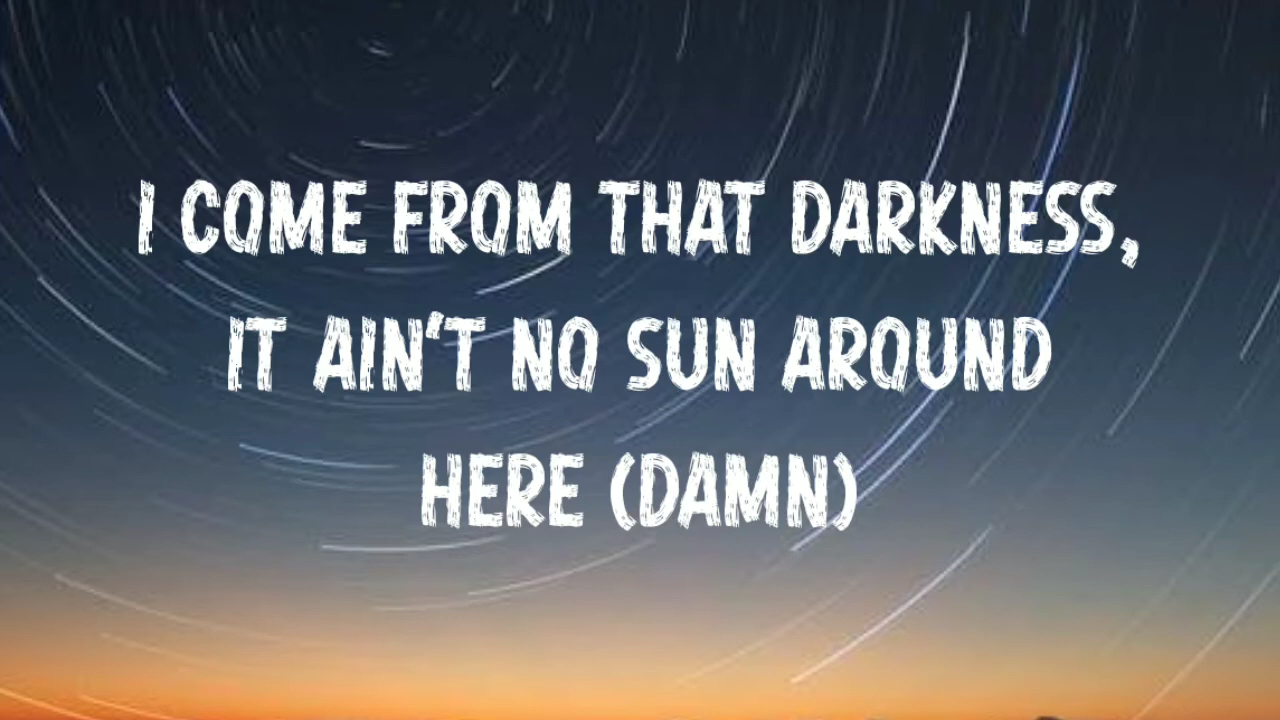 I COME FROM THAT DARKNESS,
IT AIN'T NO SUN AROUND
HERE (DAMN)